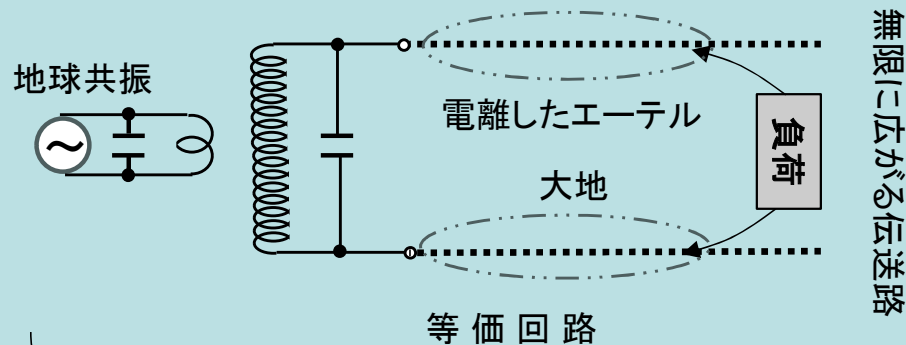 地球共振
電離したエーテル
大地
負荷
無限に広がる伝送路
等価回路